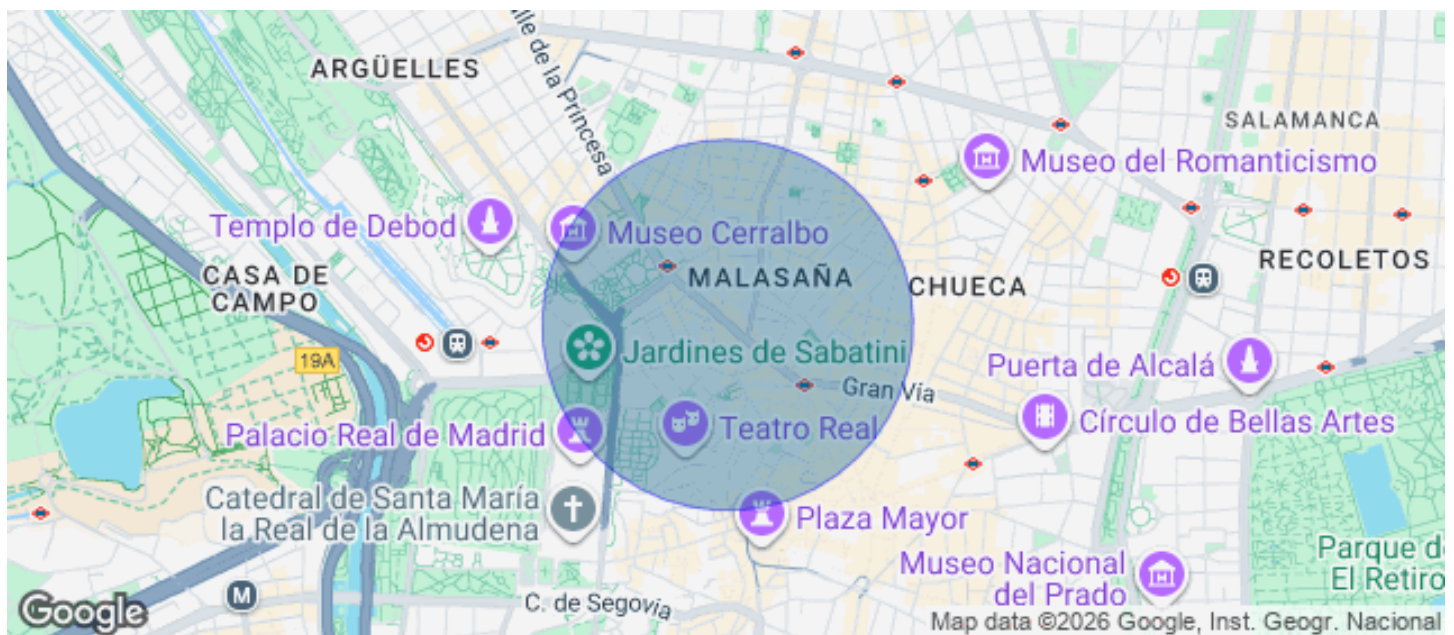 ARGÜELLES
lle de la Princesa
SALAMANCA
Museo del Romanticismo
Templo de Debod
Museo Cerralbo
MALASAÑA
CHUECA
RECOLETOS
CASA DE
CAMPO
19A
Jardines de Sabatini
Puerta de Alcalá
Gran Vía
Palacio Real de Madrid
Teatro Real
Círculo de Bellas Artes
Catedral de Santa María
la Real de la Almudena
Plaza Mayor
Museo Nacional
del Prado
Parque d
El Retiro
M
C. de Segovia
Google
Map data ©2026 Google, Inst. Geogr. Nacional